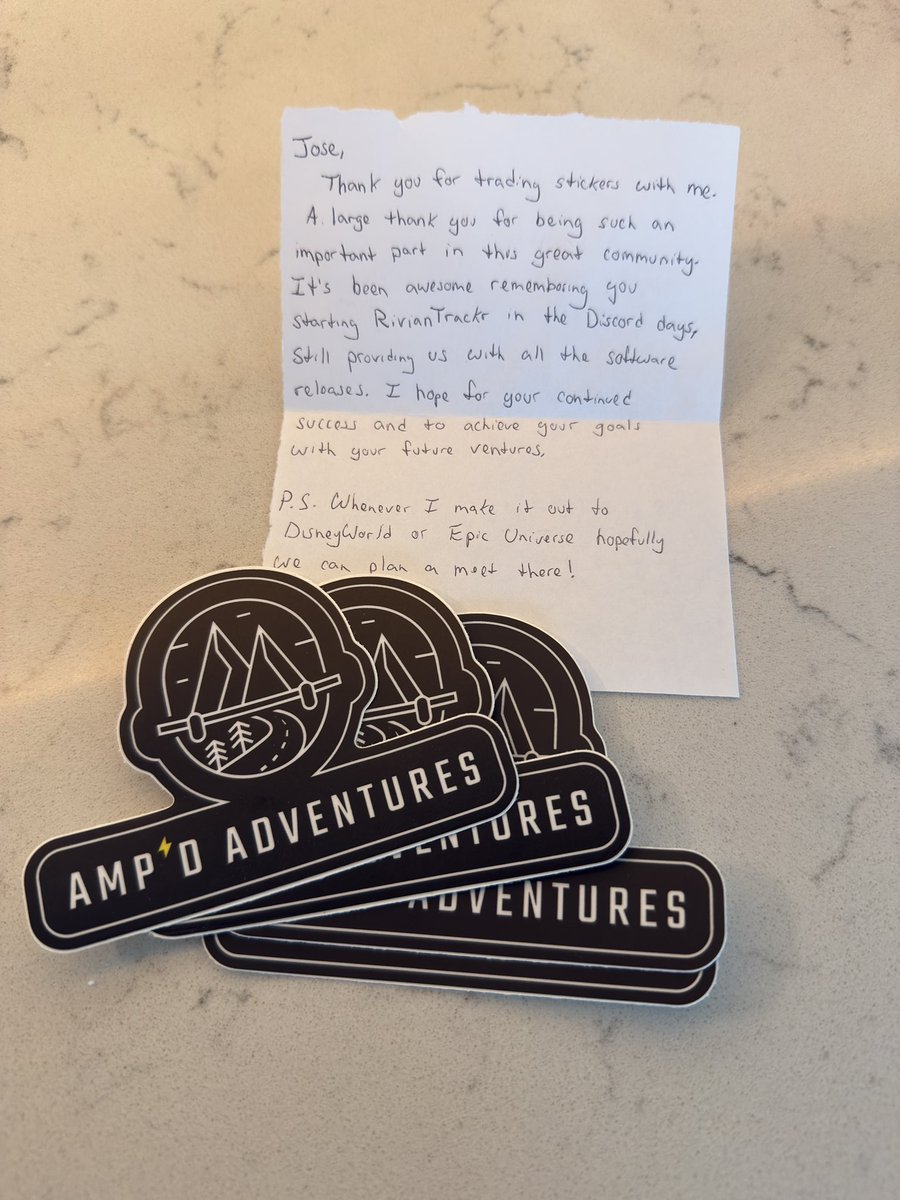 Jose,
Thank you for trading stickers with me.
A large thank you for being such an
important part in this great community.
It's been awesome remembering you
starting RivianTrackr in the Discord days,
Still providing us with all the software
releases. I hope for your continued
success and to achieve your goals
with your future ventures.
P.S. Whenever I make it out to
DisneyWorld or Epic Universe hopefully
we can plan a meet there!
AMP'D ADVENTURES
VENTURES
ADVENTURES